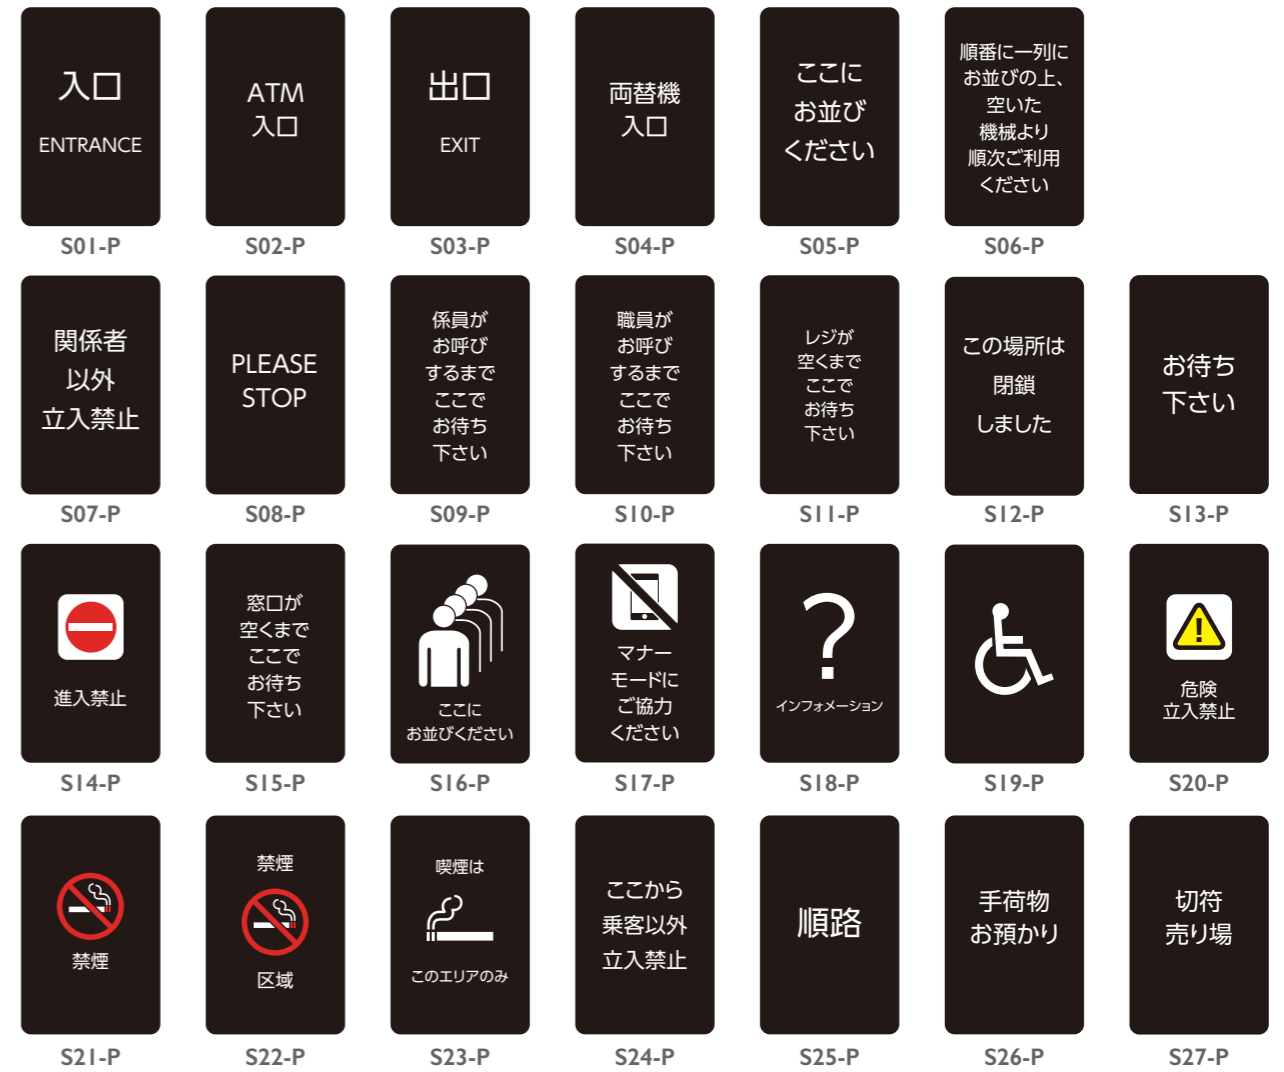 入口
ENTRANCE
S01-P
ATM
入口
S02-P
出口
EXIT
S03-P
両替機
入口
S04-P
ここに
お並び
ください
S05-P
順番に一列に
お並びの上、
空いた
機械より
順次ご利用
ください
S06-P
関係者
以外
立入禁止
S07-P
PLEASE
STOP
S08-P
係員が
お呼び
するまで
ここで
お待ち
下さい
S09-P
職員が
お呼び
するまで
ここで
お待ち
下さい
S10-P
レジが
空くまで
ここで
お待ち
下さい
S11-P
この場所は
閉鎖
しました
S12-P
お待ち
下さい
S13-P
進入禁止
S14-P
窓口が
空くまで
ここで
お待ち
下さい
S15-P
ここに
お並びください
S16-P
マナー
モードに
ご協力
ください
S17-P
?
インフォメーション
S18-P
S19-P
!
危険
立入禁止
S20-P
禁煙
S21-P
禁煙
区域
S22-P
喫煙は
このエリアのみ
S23-P
ここから
乗客以外
立入禁止
S24-P
順路
S25-P
手荷物
お預かり
S26-P
切符
売り場
S27-P